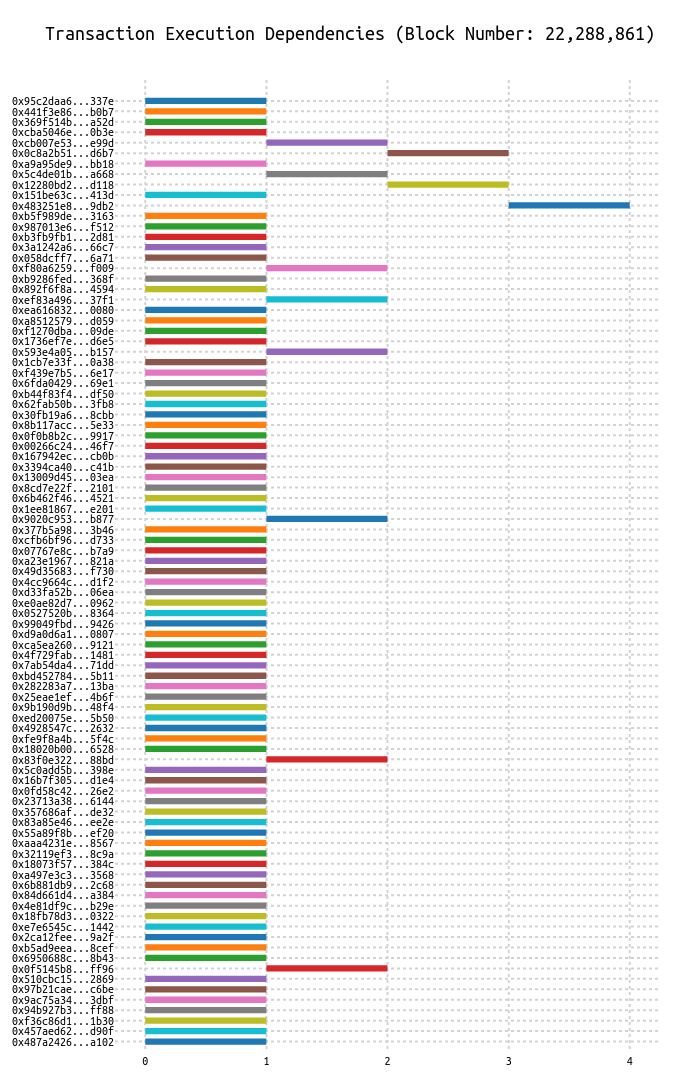 Transaction Execution Dependencies (Block Number: 22,288,861)
0x95c2daa6...337e
0x441f3e86...b0b7
0x369f514b...a52d
0xcba5046e...0b3e
0xcb007e53...e99d
0x0c8a2b51...d6b7
0xa9a95de9...bb18
0x5c4de01b...a668
0x12280bd2...d118
0x151be63c...413d
0x483251e8...9db2
0xb5f989de...3163
0x987013e6...f512
0xb3fb9fb1...2d81
0x3a1242a6...66c7
0x058dcff7...6a71
0xf80a6259...f009
0xb9286fed...368f
0x892f6f8a...4594
0xef83a496...37f1
0xea616832...0080
0xa8512579...d059
0xf1270dba...09de
0x1736ef7e...d6e5
0x593e4a05...b157
0x1cb7e33f...0a38
0xf439e7b5...6e17
0x6fda0429...69e1
0xb44f83f4...df50
0x62fab50b...3fb8
0x30fb19a6...8cbb
0x8b117acc...5e33
0x0f0b8b2c...9917
0x00266c24...46f7
0x167942ec...cb0b
0x3394ca40...c41b
0x13009d45...03ea
0x8cd7e22f...2101
0x6b462f46...4521
0x1ee81867...e201
0x9020c953...b877
0x377b5a98...3b46
0xcfb6bf96...d733
0x07767e8c...b7a9
0xa23e1967...821a
0x49d35683...f730
0x4cc9664c...d1f2
0xd33fa52b...06ea
0xe0ae82d7...0962
0x0527520b...8364
0x99049fbd...9426
0xd9a0d6a1...0807
0xca5ea260...9121
0x4f729fab...1481
0x7ab54da4...71dd
0xbd452784...5b11
0x282283a7...13ba
0x25eae1ef...4b6f
0x9b190d9b...48f4
0xed20075e...5b50
0x4928547c...2632
0xfe9f8a4b...5f4c
0x18020b00...6528
0x83f0e322...88bd
0x5c0add5b...398e
0x16b7f305...d1e4
0x0fd58c42...26e2
0x23713a38...6144
0x357686af...de32
0x83a85e46...ee2e
0x55a89f8b...ef20
0xaaa4231e...8567
0x32119ef3...8c9a
0x18073f57...384c
0xa497e3c3...3568
0x6b881db9...2c68
0x84d661d4...a384
0x4e81df9c...b29e
0x18fb78d3...0322
0xe7e6545c...1442
0x2ca12fee...9a2f
0xb5ad9eea...8cef
0x6950688c...8b43
0x0f5145b8...ff96
0x510cbc15...2869
0x97b21cae...c6be
0x9ac75a34...3dbf
0x94b927b3...ff88
0xf36c86d1...1b30
0x457aed62...d90f
0x487a2426...a102
0 1 2 3 4